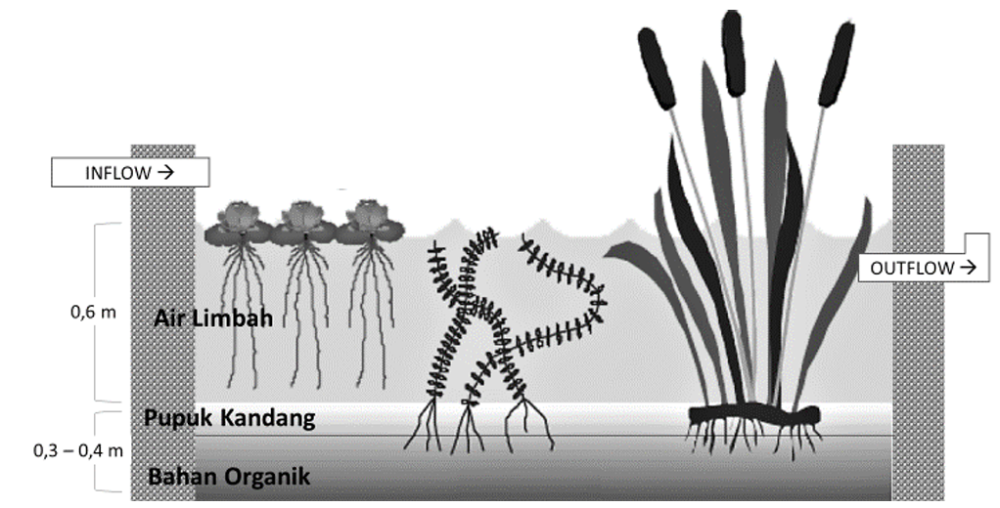 INFLOW →
OUTFLOW →
0,6 m
Air Limbah
Pupuk Kandang
0,3 – 0,4 m
Bahan Organik